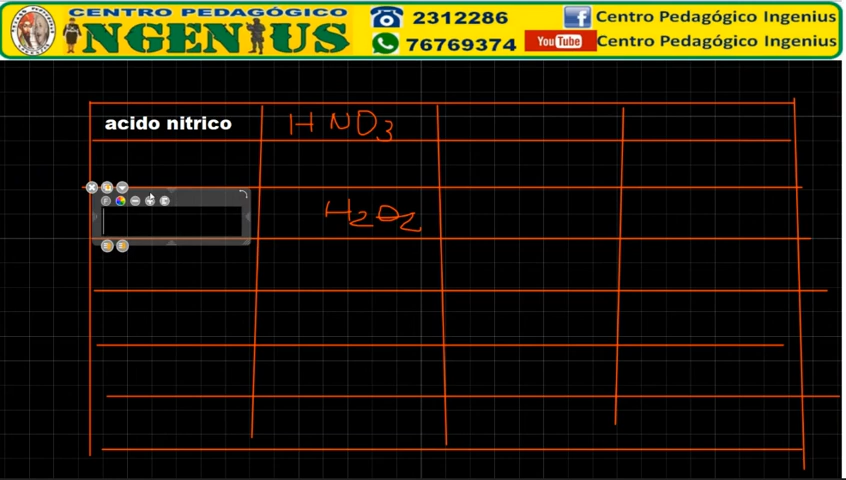 CENTRO PEDAGÓGICO
INGENIUS
2312286
76769374
Centro Pedagógico Ingenius
YouTube Centro Pedagógico Ingenius
acido nitrico
HNO3
H2O2